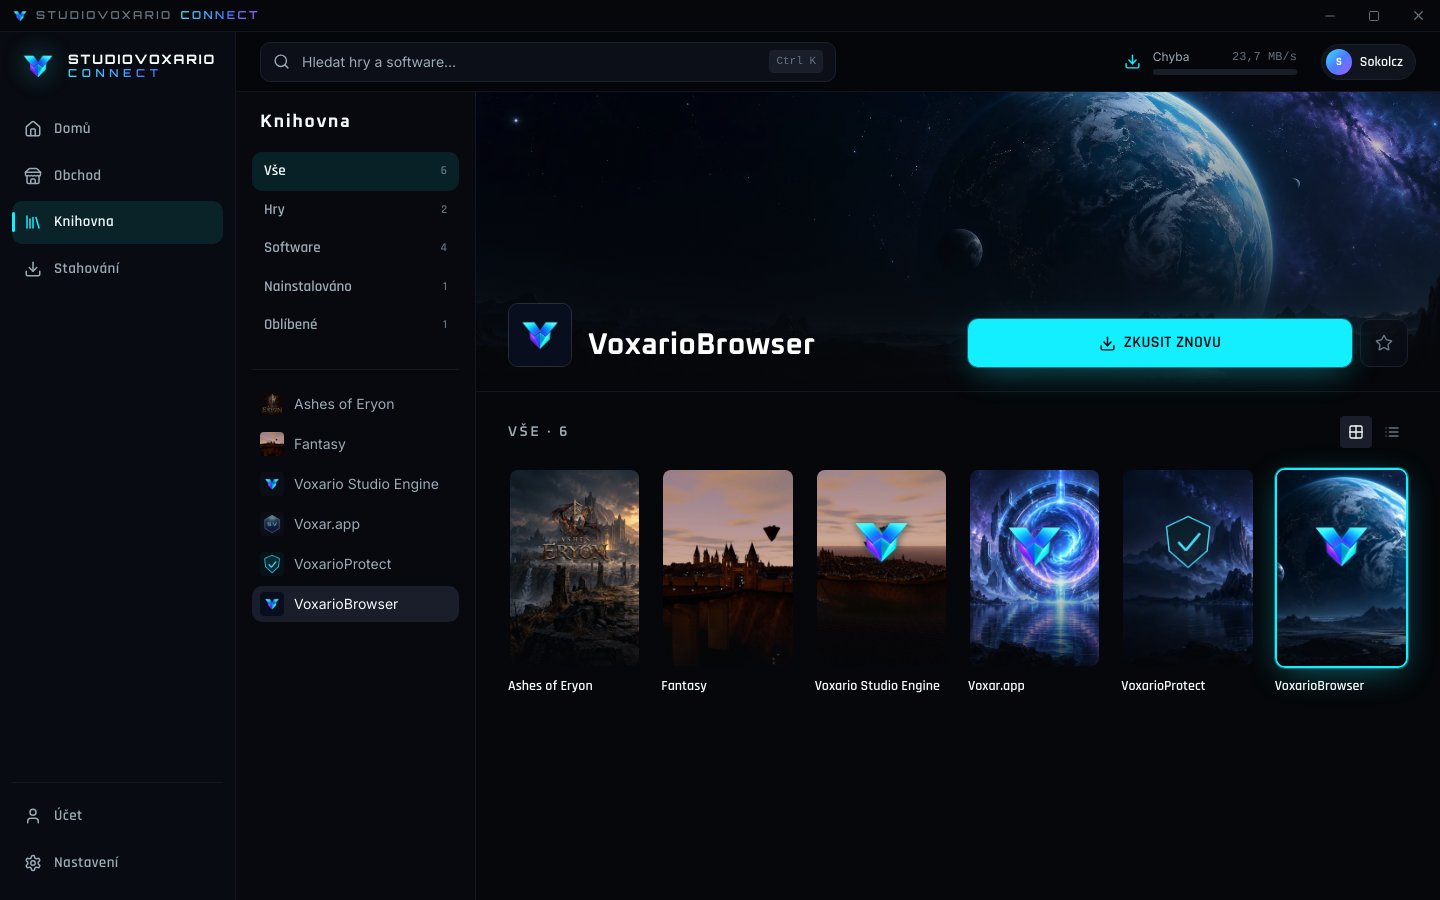 STUDIOVOXARIO CONNECT
STUDIOVOXARIO
CONNECT
Hledat hry a software...
Ctrl K
Chyba
23,7 MB/s
S
Sokolcz
Domů
Obchod
Knihovna
Stahování
Účet
Nastavení
Knihovna
Vše 6
Hry 2
Software 4
Nainstalováno 1
Oblíbené 1
Ashes of Eryon
Fantasy
Voxario Studio Engine
SV
Voxar.app
VoxarioProtect
VoxarioBrowser
VoxarioBrowser
ZKUSIT ZNOVU
VŠE · 6
ASHES
ERYON
Ashes of Eryon
Fantasy
Voxario Studio Engine
Voxar.app
VoxarioProtect
VoxarioBrowser